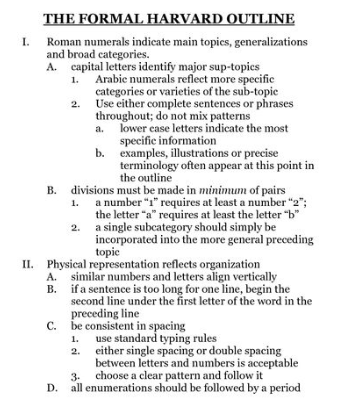 THE FORMAL HARVARD OUTLINE
I. Roman numerals indicate main topics, generalizations
and broad categories.
A. capital letters identify major sup-topics
1. Arabic numerals reflect more specific
categories or varieties of the sub-topic
2. Use either complete sentences or phrases
throughout; do not mix patterns
a. lower case letters indicate the most
specific information
b. examples, illustrations or precise
terminology often appear at this point in
the outline
B. divisions must be made in minimum of pairs
1. a number “1” requires at least a number “2”;
the letter “a” requires at least the letter “b”
2. a single subcategory should simply be
incorporated into the more general preceding
topic
II. Physical representation reflects organization
A. similar numbers and letters align vertically
B. if a sentence is too long for one line, begin the
second line under the first letter of the word in the
preceding line
C. be consistent in spacing
1. use standard typing rules
2. either single spacing or double spacing
between letters and numbers is acceptable
3. choose a clear pattern and follow it
D. all enumerations should be followed by a period